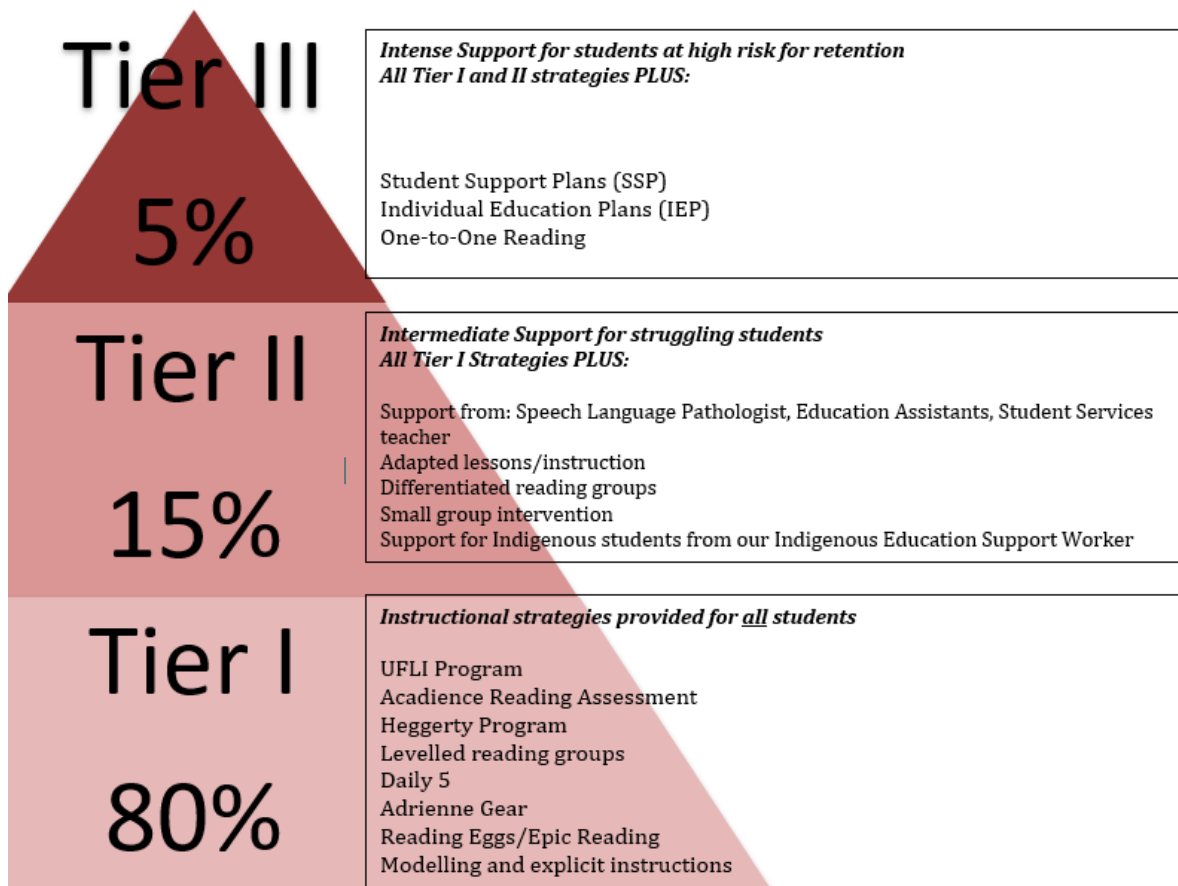 Tier III
5%
Intense Support for students at high risk for retention
All Tier I and II strategies PLUS:
Student Support Plans (SSP)
Individual Education Plans (IEP)
One-to-One Reading
Tier II
15%
Intermediate Support for struggling students
All Tier I Strategies PLUS:
Support from: Speech Language Pathologist, Education Assistants, Student Services
teacher
Adapted lessons/instruction
Differentiated reading groups
Small group intervention
Support for Indigenous students from our Indigenous Education Support Worker
Tier I
80%
Instructional strategies provided for all students
UFLI Program
Acadience Reading Assessment
Heggerty Program
Levelled reading groups
Daily 5
Adrienne Gear
Reading Eggs/Epic Reading
Modelling and explicit instructions